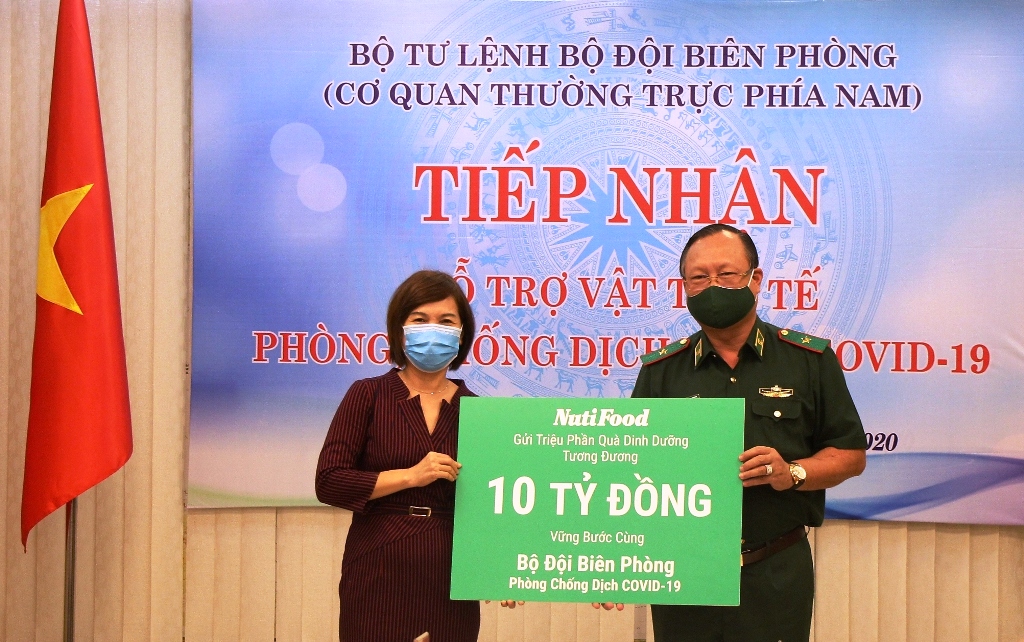 BỘ TƯ LỆNH BỘ ĐỘI BIÊN PHÒNG
(CƠ QUAN THƯỜNG TRỰC PHÍA NAM)
TIẾP NHÂN
TRỢ VẬT TẾ
PHÒNG DỊCH COVID-19
2020
NutiFood
Gửi Triệu Phần Quà Dinh Dưỡng
Tương Đương
10 TỶ ĐỒNG
Vững Bước Cùng
Bộ Đội Biên Phòng
Phòng Chống Dịch COVID-19